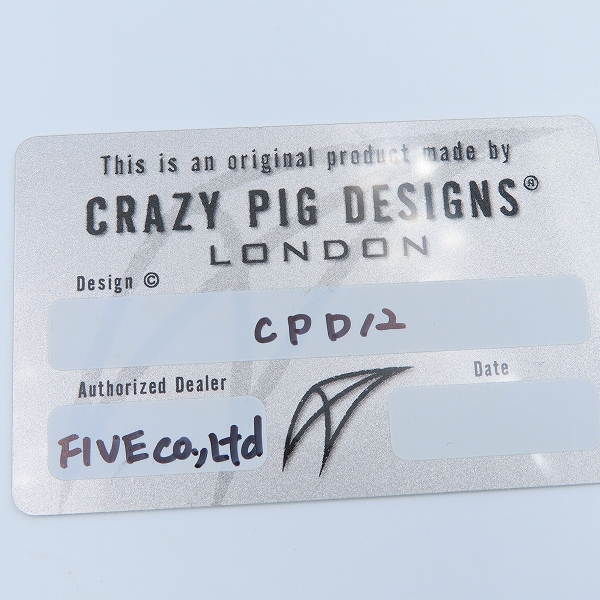 This is an original product made by
CRAZY PIG DESIGNS®
LONDON
Design ©
CPD12
Authorized Dealer
Date
FIVE Co.,Ltd